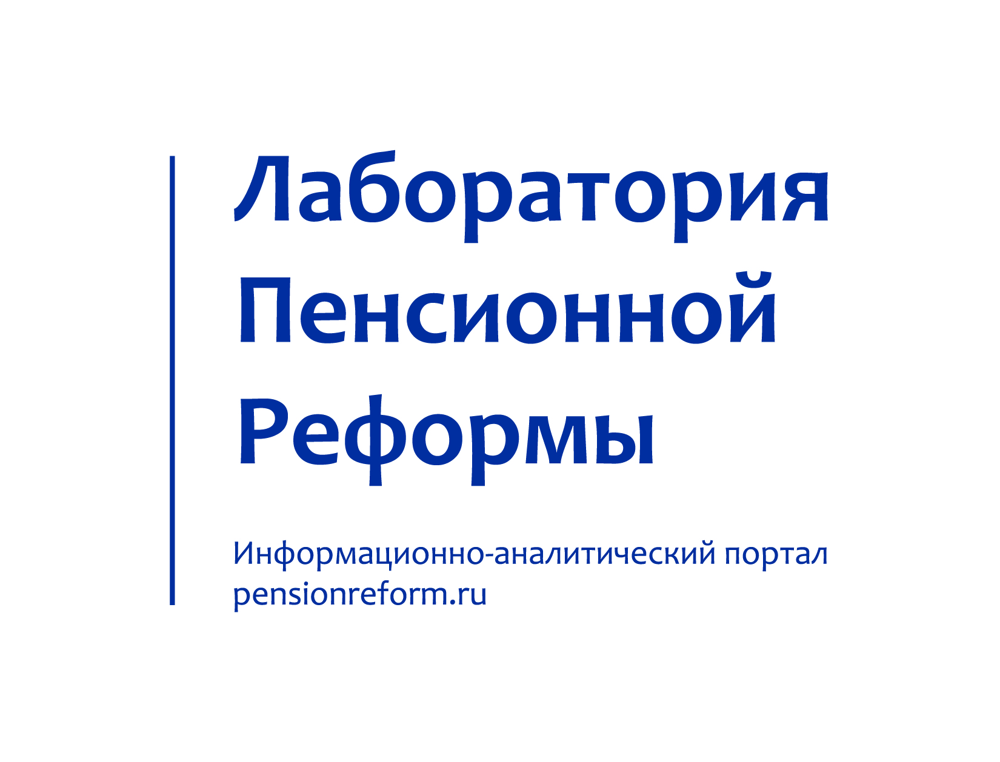 Лаборатория
Пенсионной
Реформы
Информационно-аналитический портал
pensionreform.ru